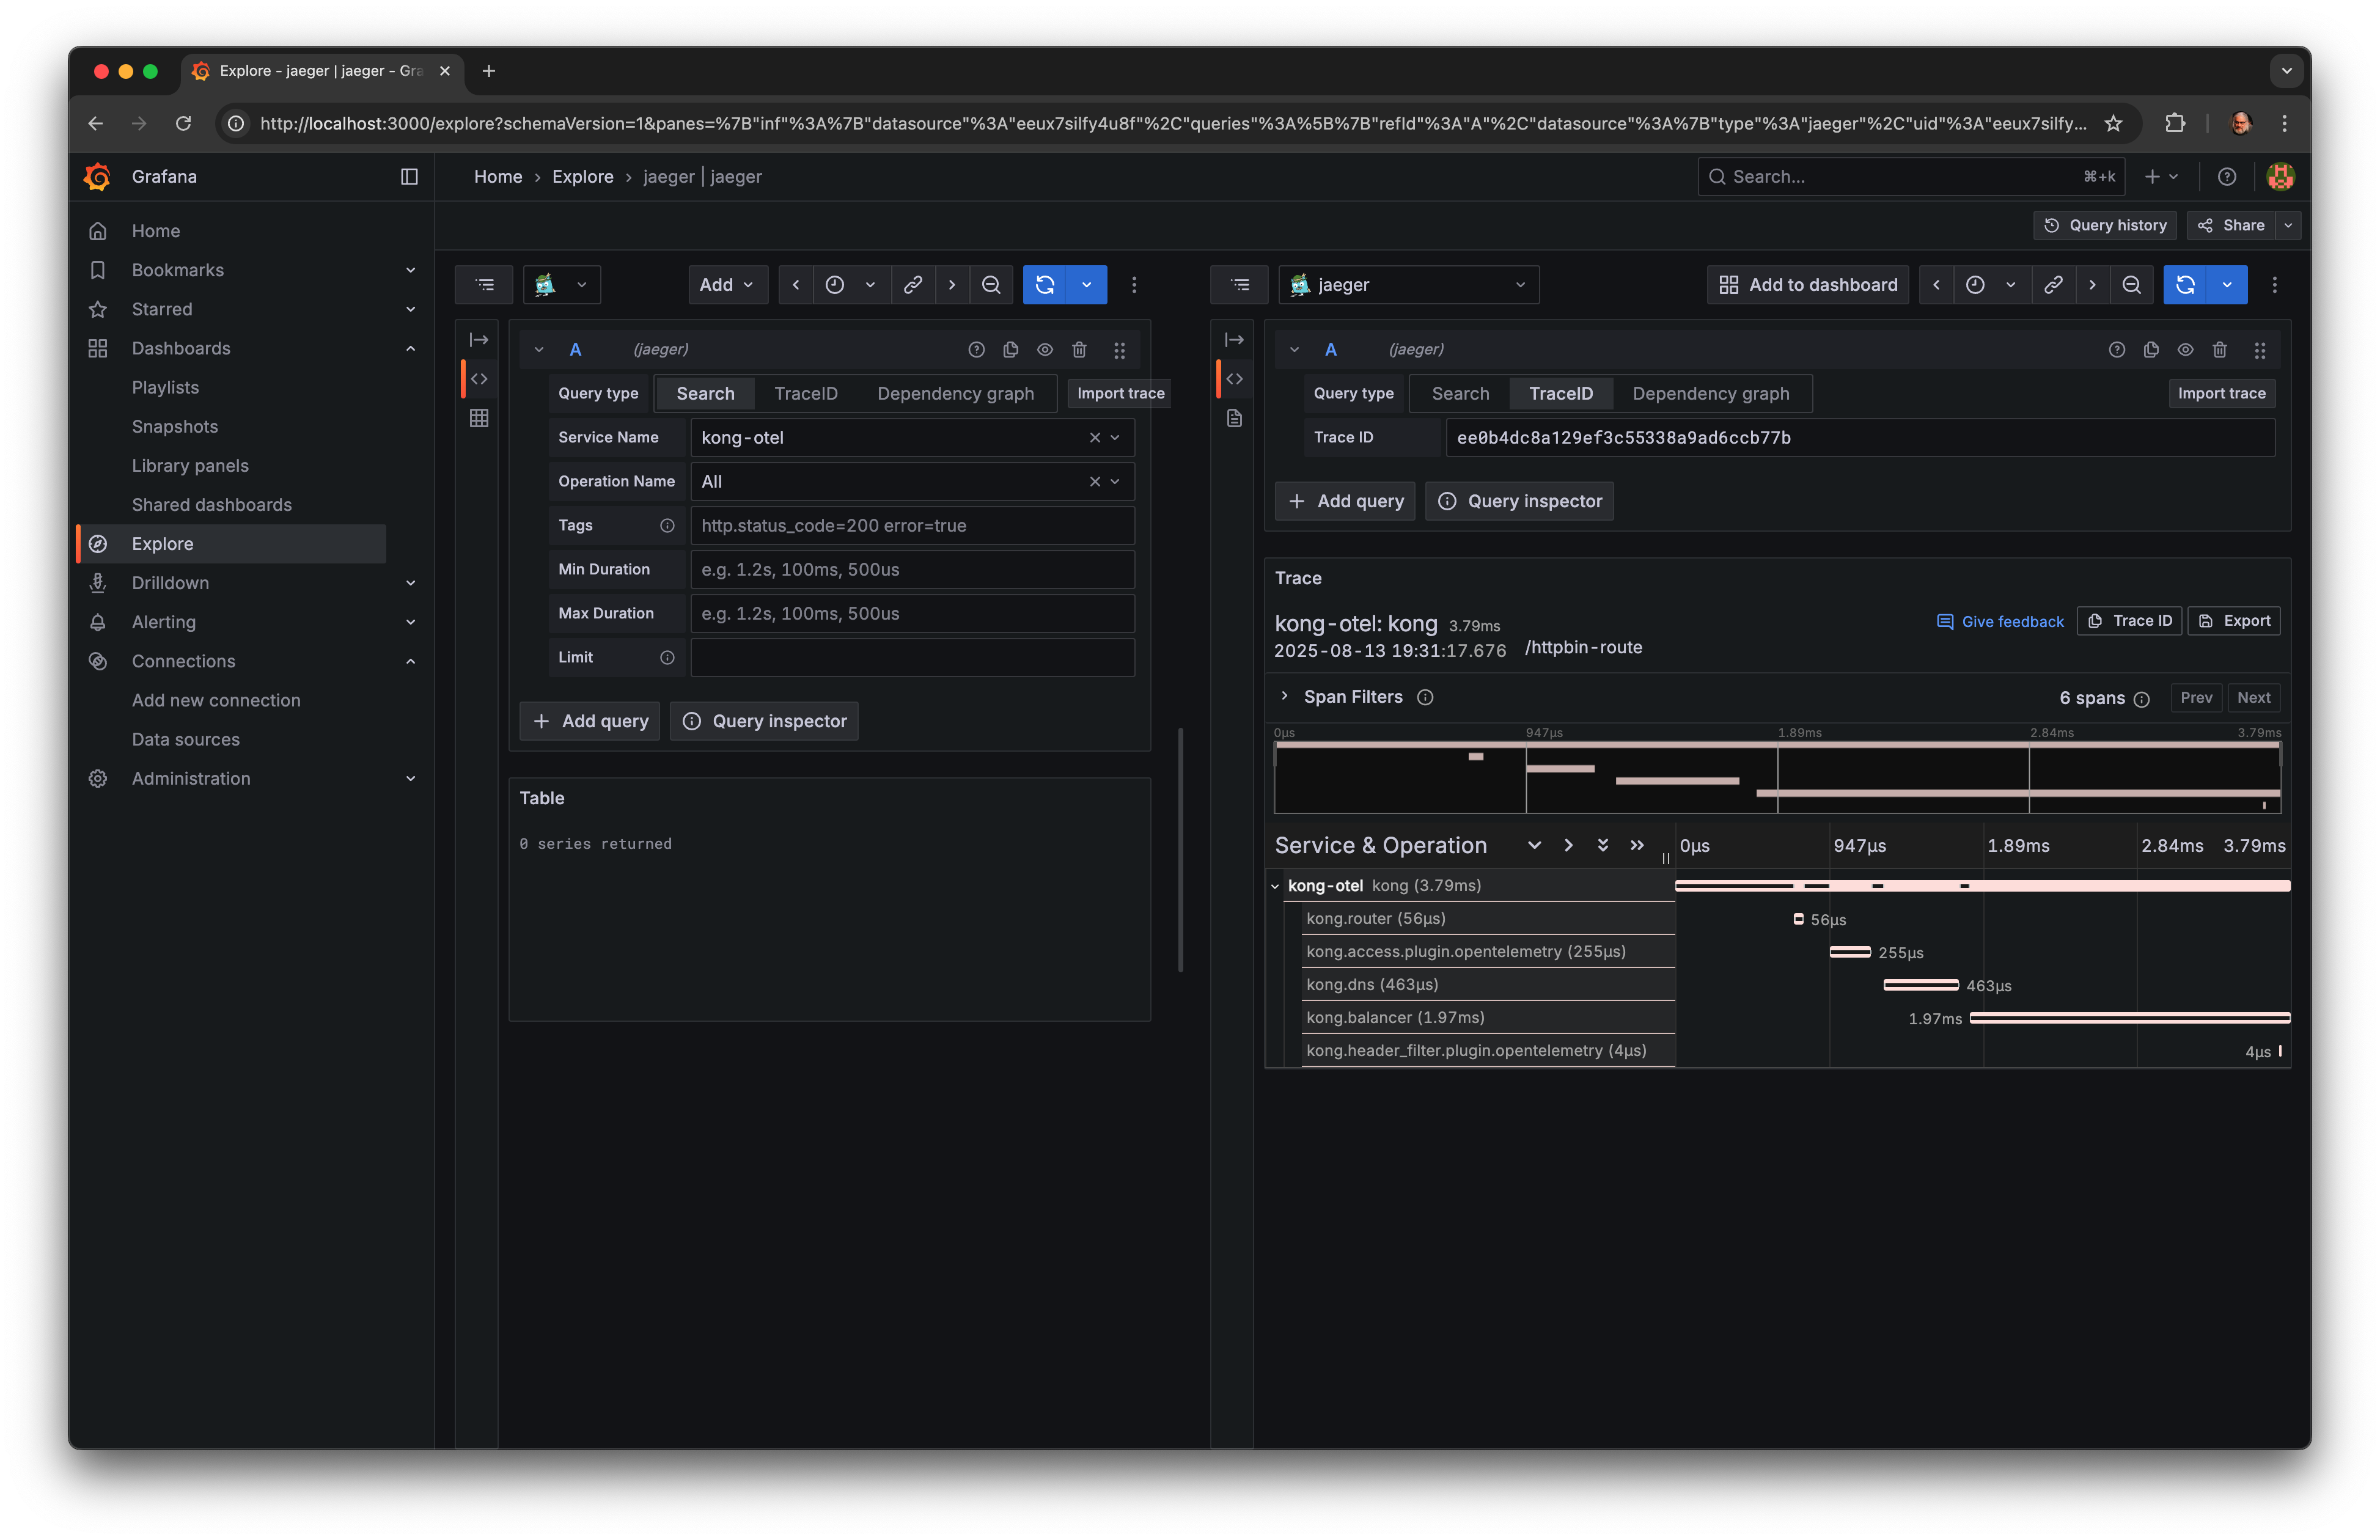 Explore - jaeger | jaeger - Gra
http://localhost:3000/explore?schemaVersion=1&panes=%7B"inf"%3A%7B"datasource"%3A"eeux7silfy4u8f"%2C"queries"%3A%5B%7B"refId"%3A"A"%2C"datasource"%3A%7B"type"%3A"jaeger"%2C"uid"%3A"eeux7silfy...
Grafana
Home › Explore › jaeger | jaeger
Search... ⌘+k
Query history
Share
Home
Bookmarks
Starred
Dashboards
Playlists
Snapshots
Library panels
Shared dashboards
Explore
Drilldown
Alerting
Connections
Add new connection
Data sources
Administration
Add
A (jaeger)
Query type Search TraceID Dependency graph Import trace
Service Name kong-otel
Operation Name All
Tags http.status_code=200 error=true
Min Duration e.g. 1.2s, 100ms, 500us
Max Duration e.g. 1.2s, 100ms, 500us
Limit
+ Add query Query inspector
Table
0 series returned
jaeger
Add to dashboard
A (jaeger)
Query type Search TraceID Dependency graph Import trace
Trace ID ee0b4dc8a129ef3c55338a9ad6ccb77b
+ Add query Query inspector
Trace
kong-otel: kong 3.79ms
Give feedback Trace ID Export
2025-08-13 19:31:17.676 /httpbin-route
Span Filters
6 spans Prev Next
0μs 947μs 1.89ms 2.84ms 3.79ms
Service & Operation 0μs 947μs 1.89ms 2.84ms 3.79ms
kong-otel kong (3.79ms)
kong.router (56μs) 56μs
kong.access.plugin.opentelemetry (255μs) 255μs
kong.dns (463μs) 463μs
kong.balancer (1.97ms) 1.97ms
kong.header_filter.plugin.opentelemetry (4μs) 4μs